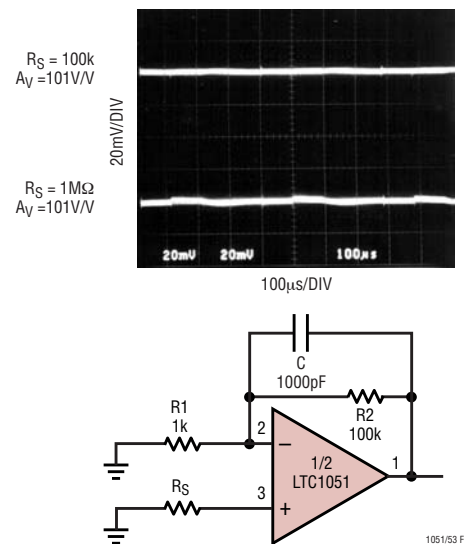 RS = 100k
AV =101V/V
20mV/DIV
RS = 1MΩ
AV =101V/V
20mV 20mV 100µs
100µs/DIV
C
1000pF
R1
1k
R2
100k
2
–
1/2
LTC1051
1
RS
3
+
1051/53 F